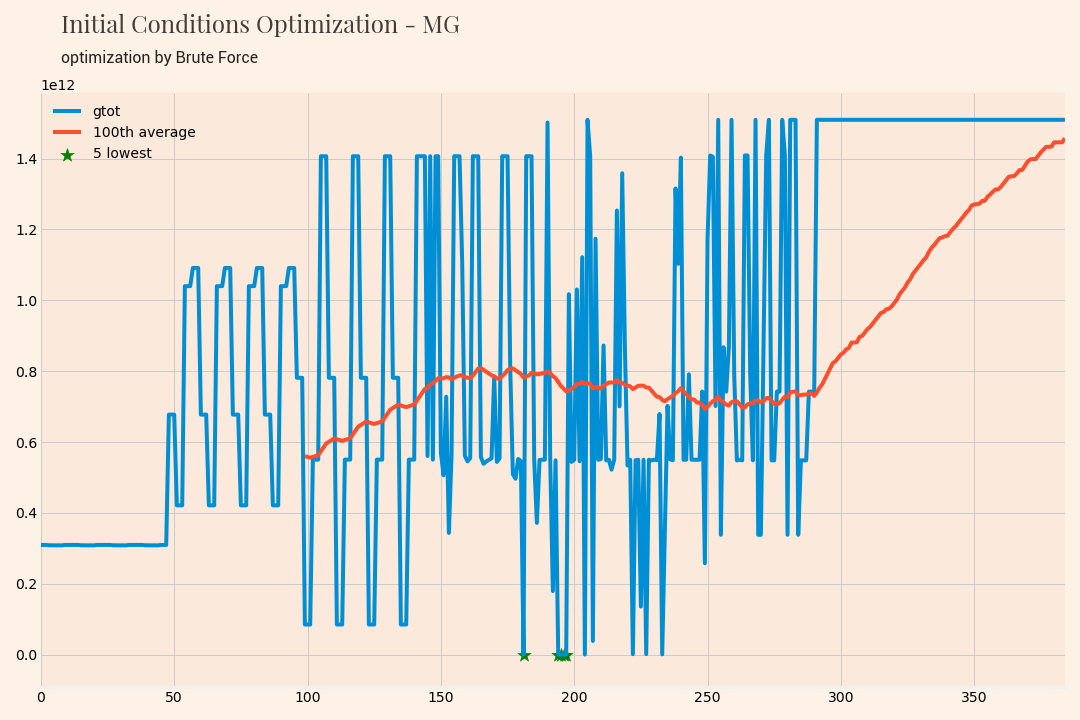 Initial Conditions Optimization - MG
optimization by Brute Force
1e12
gtot
100th average
5 lowest
1.4
1.2
1.0
0.8
0.6
0.4
0.2
0.0
0 50 100 150 200 250 300 350